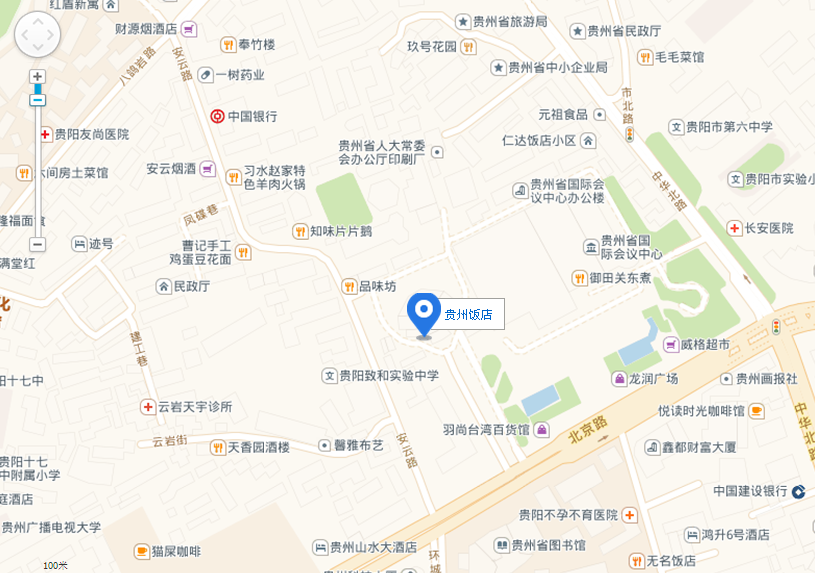 红盾新寓
财源烟酒店
奉竹楼
八鸽岩路
安云路
一树药业
中国银行
贵阳友尚医院
六间房土菜馆
安云烟酒
习水赵家特
色羊肉火锅
贵州省旅游局
玖号花园
贵州省民政厅
毛毛菜馆
贵州省中小企业局
市北路
元祖食品
仁达饭店小区
贵阳市第六中学
贵州省人大常委
会办公厅印刷厂
中华北路
贵阳市实验小
贵州省国际会
议中心办公楼
长安医院
凤碟巷
知味片片鹅
迹号
满堂红
曹记手工
鸡蛋豆花面
贵州省国
际会议中心
御田关东煮
民政厅
品味坊
贵州饭店
化
建工巷
威格超市
贵阳致和实验中学
龙润广场
贵州画报社
阳十七中
云岩天宇诊所
悦读时光咖啡馆
羽尚台湾百货馆
北京路
中华北路
云岩街
天香园酒楼
馨雅布艺
安云路
鑫都财富大厦
贵阳十七
中附属小学
中国建设银行
庭酒店
贵州广播电视大学
贵阳不孕不育医院
猫屎咖啡
贵州山水大酒店
贵州省图书馆
鸿升6号酒店
环城
无名饭店
100米